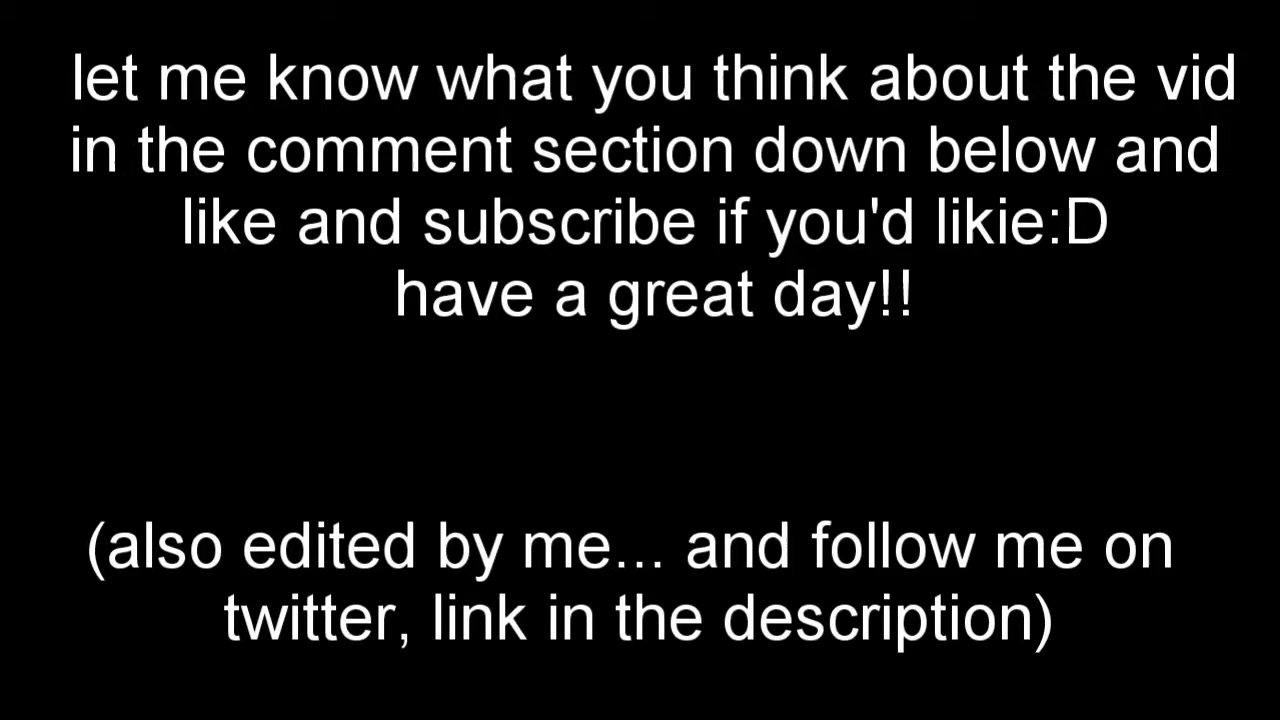 let me know what you think about the vid
in the comment section down below and
like and subscribe if you'd likie:D
have a great day!!
(also edited by me... and follow me on
twitter, link in the description)